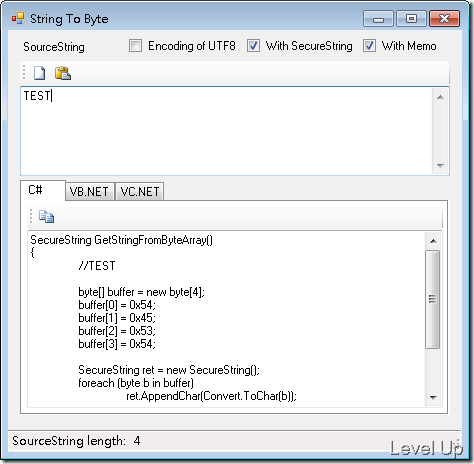 String To Byte
SourceString Encoding of UTF8 With SecureString With Memo
TEST
C# VB.NET VC.NET
SecureString GetStringFromByteArray()
{
//TEST
byte[] buffer = new byte[4];
buffer[0] = 0x54;
buffer[1] = 0x45;
buffer[2] = 0x53;
buffer[3] = 0x54;
SecureString ret = new SecureString();
foreach (byte b in buffer)
ret.AppendChar(Convert.ToChar(b));
SourceString length: 4
Level Up